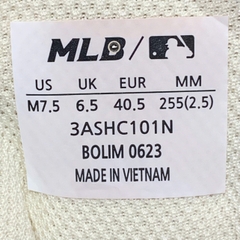 MLB/
US UK EUR MM
M7.5 6.5 40.5 255(2.5)
3ASHC101N
BOLIM 0623
MADE IN VIETNAM